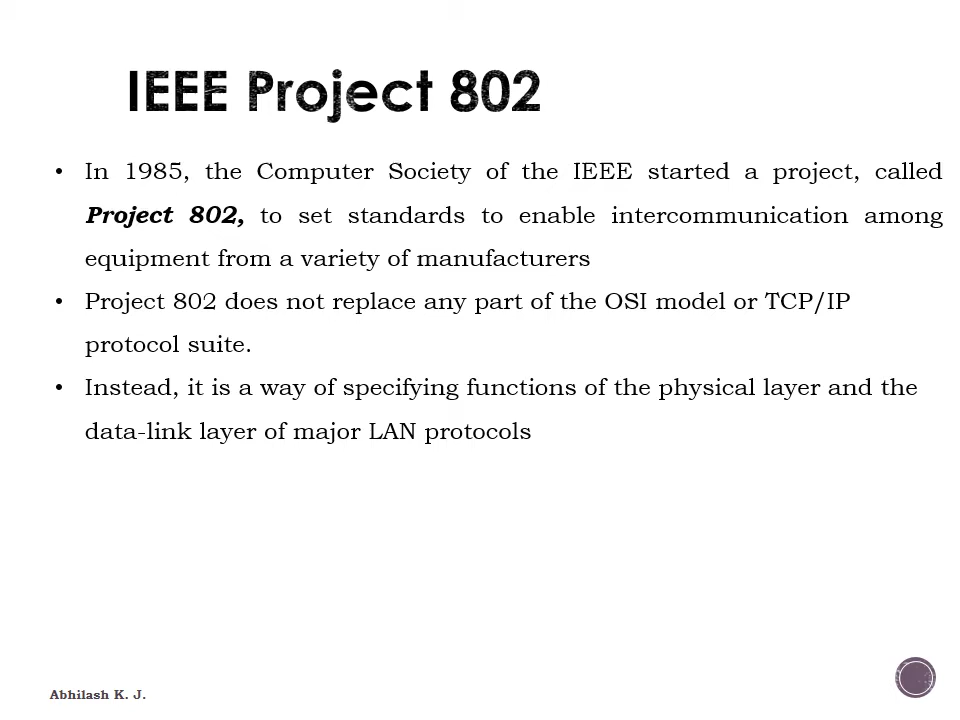 IEEE Project 802
• In 1985, the Computer Society of the IEEE started a project, called
Project 802, to set standards to enable intercommunication among
equipment from a variety of manufacturers
• Project 802 does not replace any part of the OSI model or TCP/IP
protocol suite.
• Instead, it is a way of specifying functions of the physical layer and the
data-link layer of major LAN protocols
Abhilash K. J.